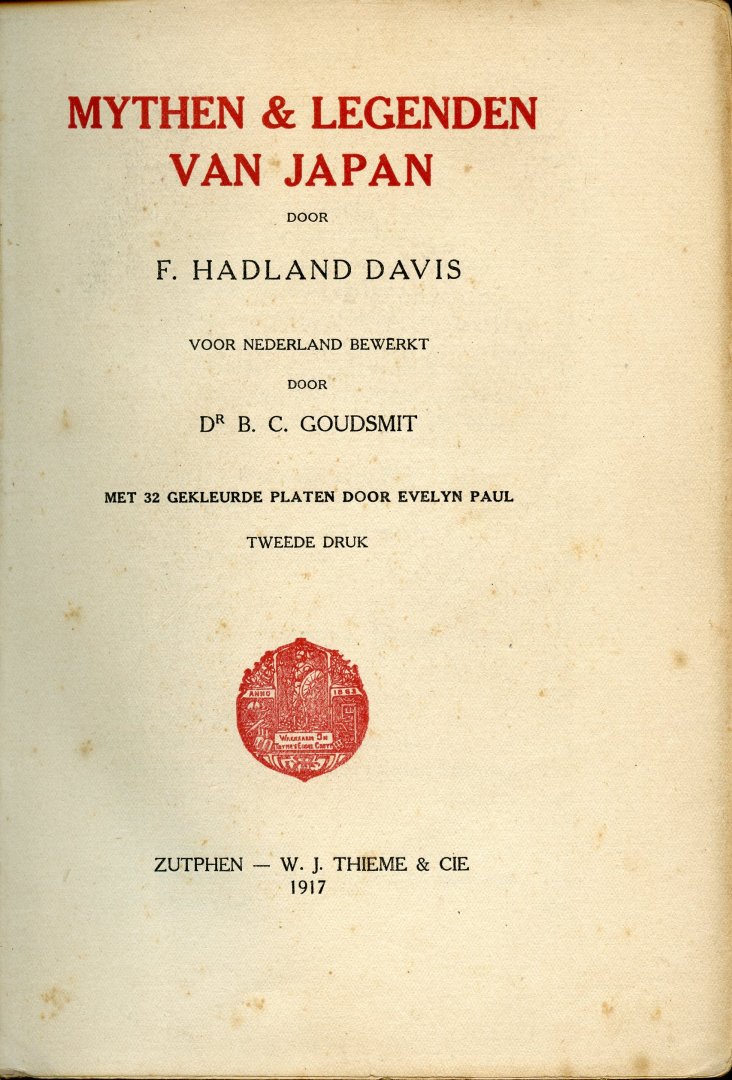 MYTHEN & LEGENDEN
VAN JAPAN
DOOR
F. HADLAND DAVIS
VOOR NEDERLAND BEWERKT
DOOR
DR B. C. GOUDSMIT
MET 32 GEKLEURDE PLATEN DOOR EVELYN PAUL
TWEEDE DRUK
ANNO 1863
ZUTPHEN — W. J. THIEME & CIE
1917